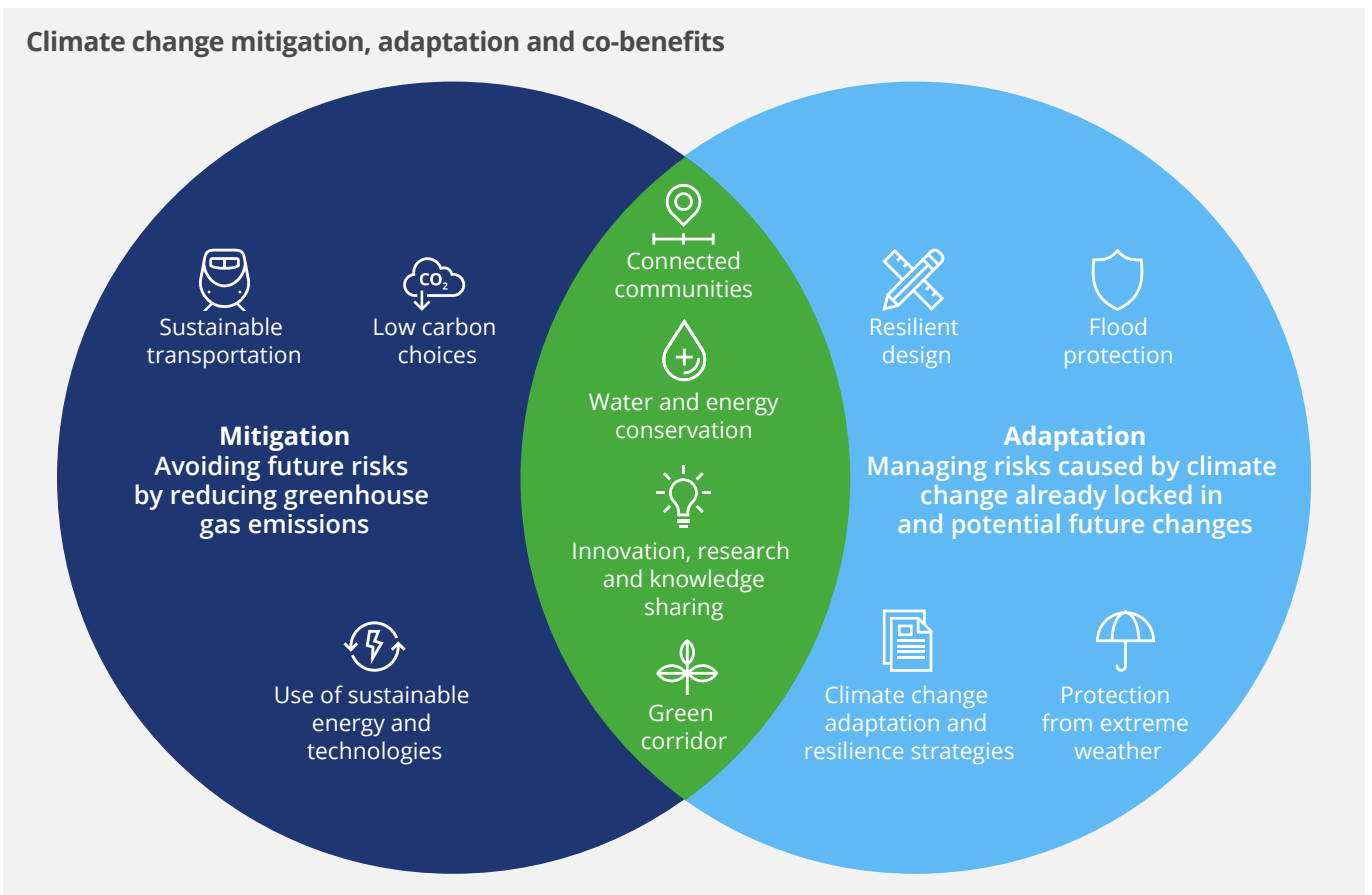 Climate change mitigation, adaptation and co-benefits
Sustainable
transportation
CO₂
Low carbon
choices
Mitigation
Avoiding future risks
by reducing greenhouse
gas emissions
Use of sustainable
energy and
technologies
Connected
communities
Water and energy
conservation
Innovation, research
and knowledge
sharing
Green
corridor
Resilient
design
Flood
protection
Adaptation
Managing risks caused by climate
change already locked in
and potential future changes
Climate change
adaptation and
resilience strategies
Protection
from extreme
weather